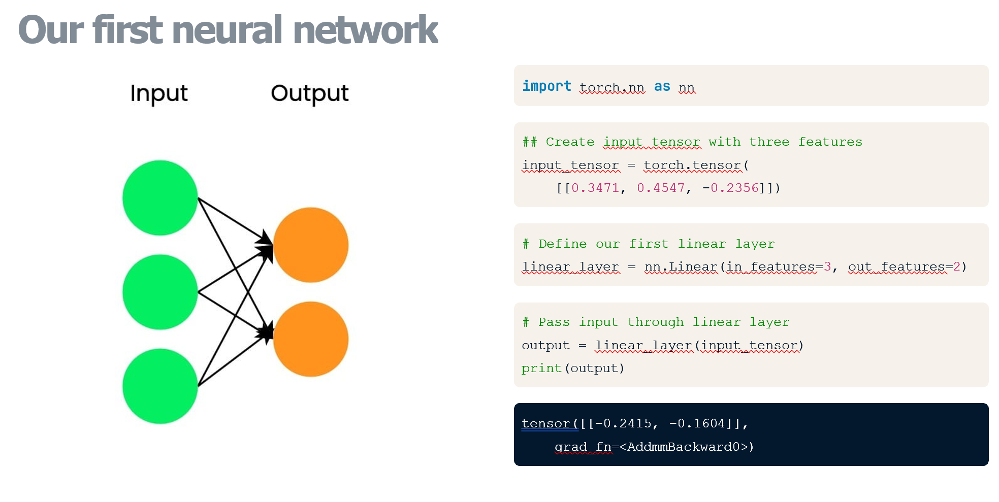 Our first neural network
Input
Output
import torch.nn as nn
## Create input_tensor with three features
input_tensor = torch.tensor(
    [[0.3471, 0.4547, -0.2356]])
# Define our first linear layer
linear_layer = nn.Linear(in_features=3, out_features=2)
# Pass input through linear layer
output = linear_layer(input_tensor)
print(output)
tensor([[-0.2415, -0.1604]],
    grad_fn=<AddmmBackward0>)